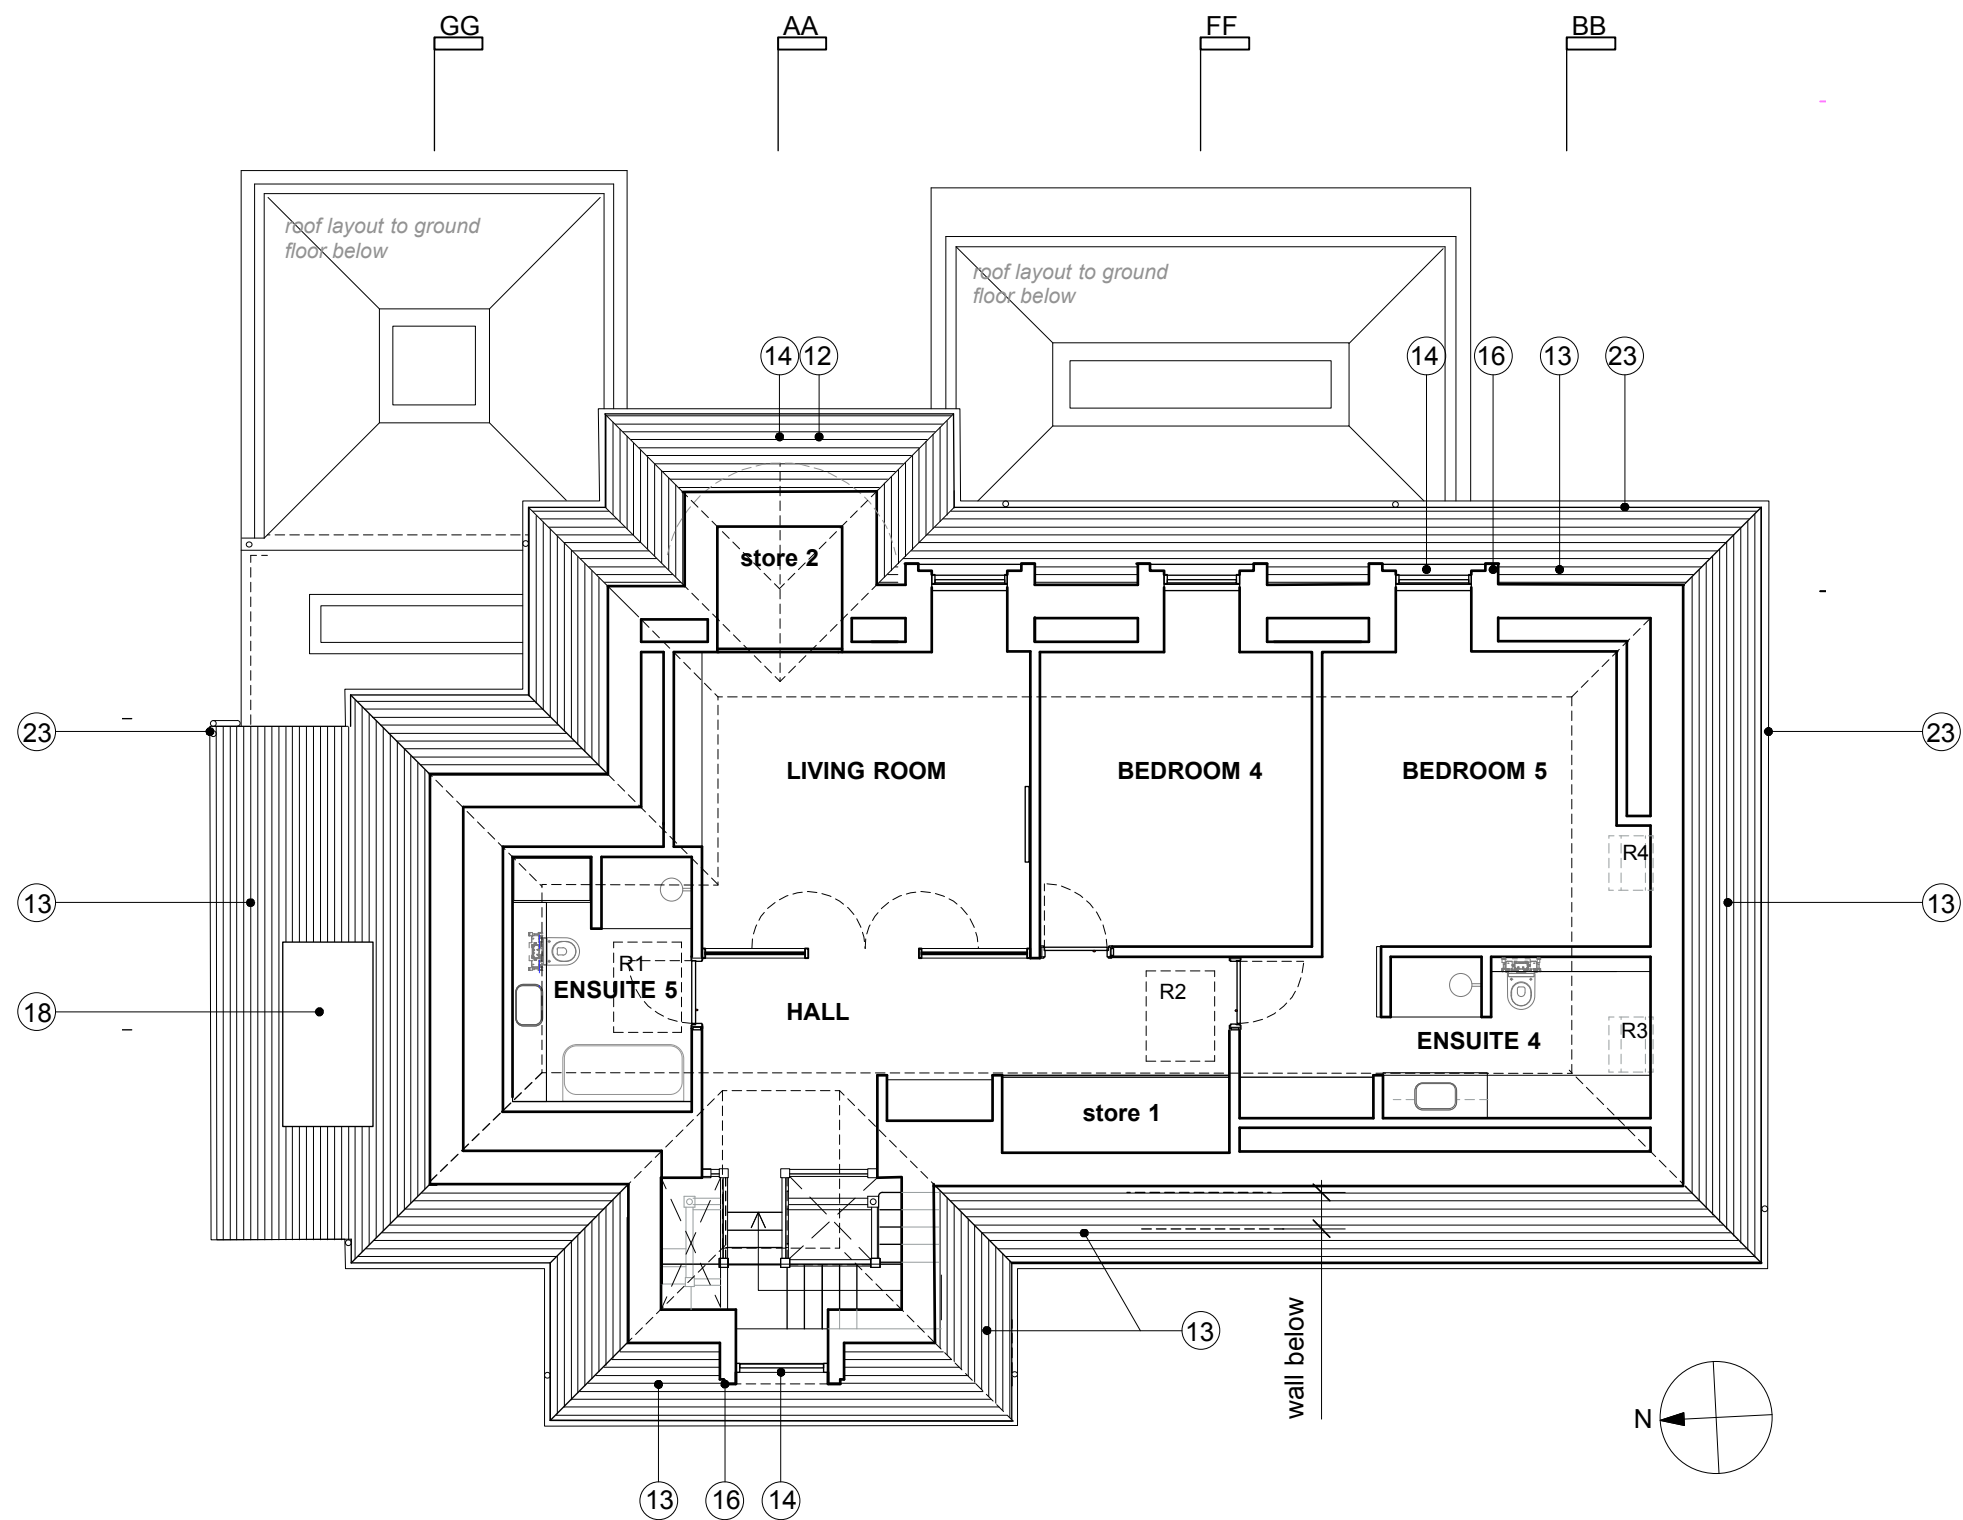 GG AA FF BB
roof layout to ground
floor below
roof layout to ground
floor below
14 12 14 16 13 23
store 2
23 23
LIVING ROOM BEDROOM 4 BEDROOM 5
R4
13 13
R1
ENSUITE 5
R2
18
HALL
R3
ENSUITE 4
store 1
13
wall below
N
13 16 14